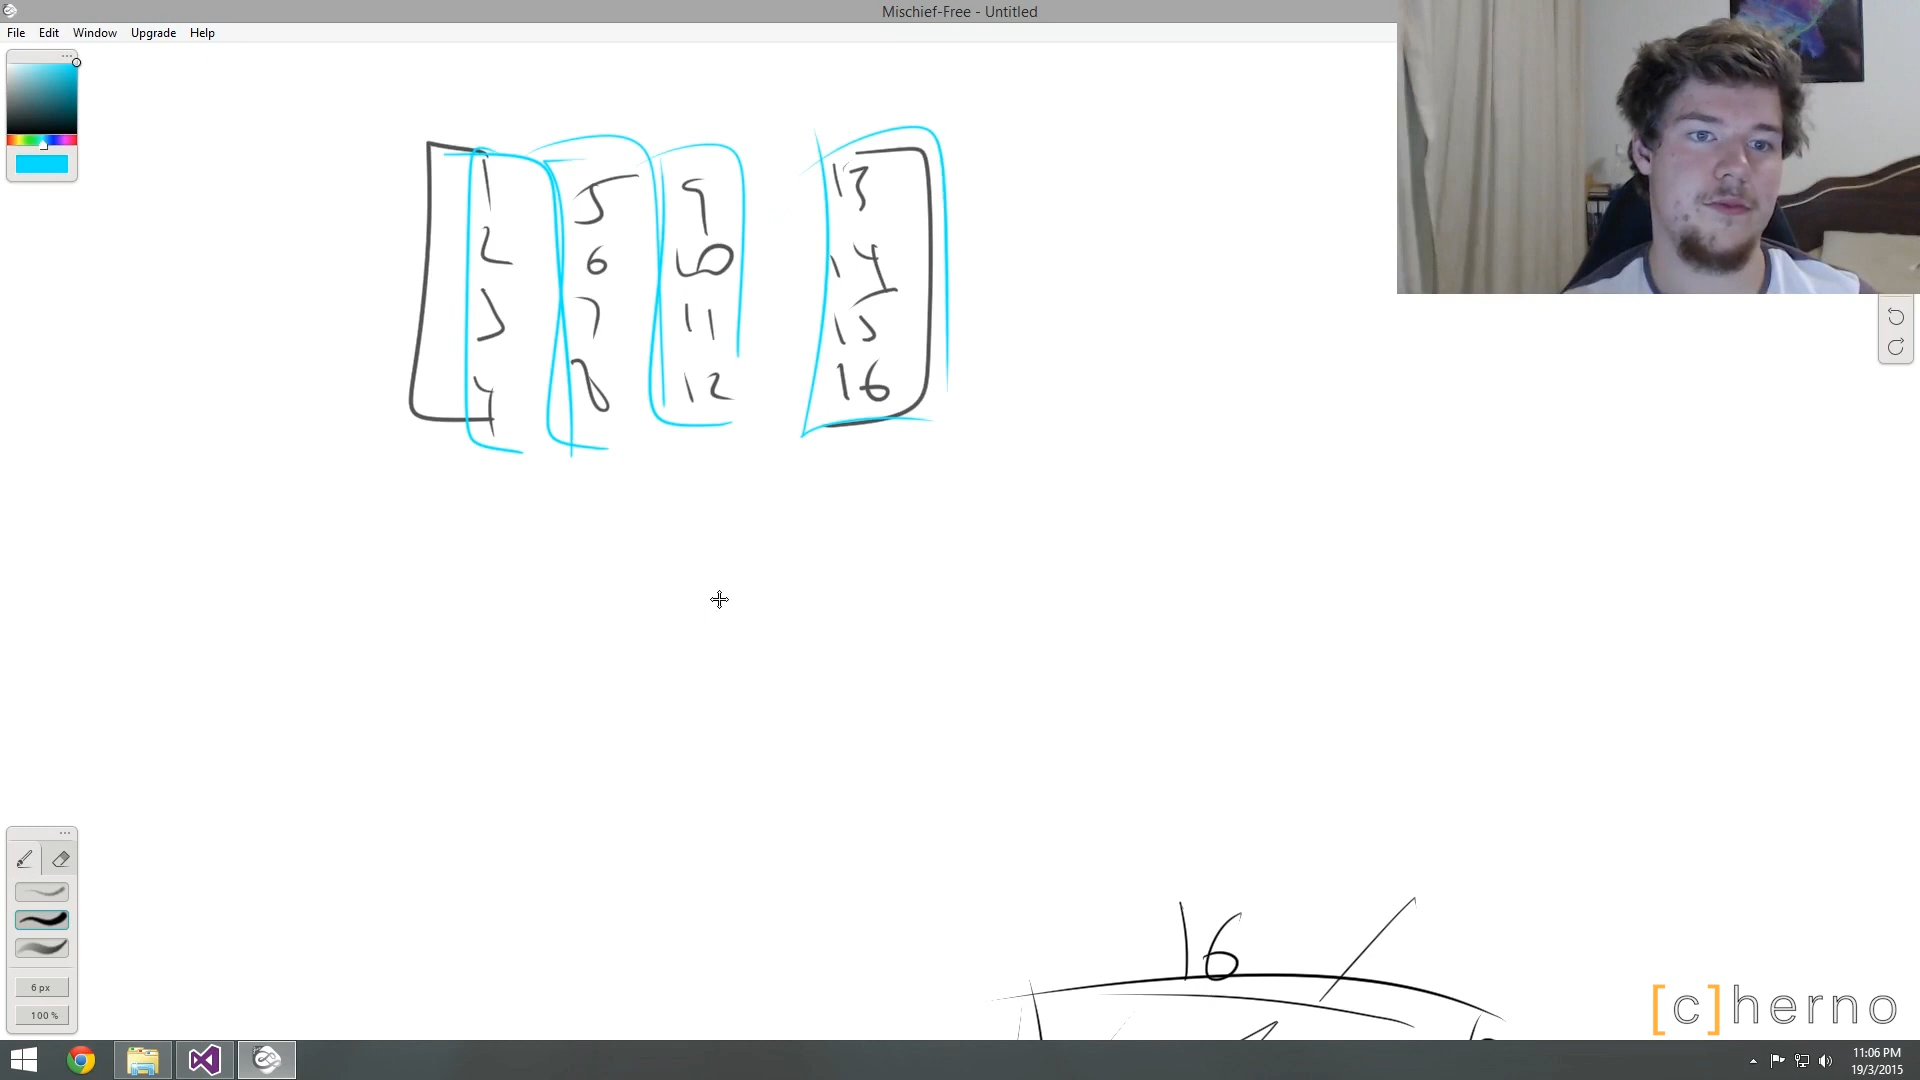 Mischief-Free - Untitled
File Edit Window Upgrade Help
1 5 9 13
2 6 10 14
3 7 11 15
4 8 12 16
16
6 px
100 %
[c]herno
11:06 PM
19/3/2015